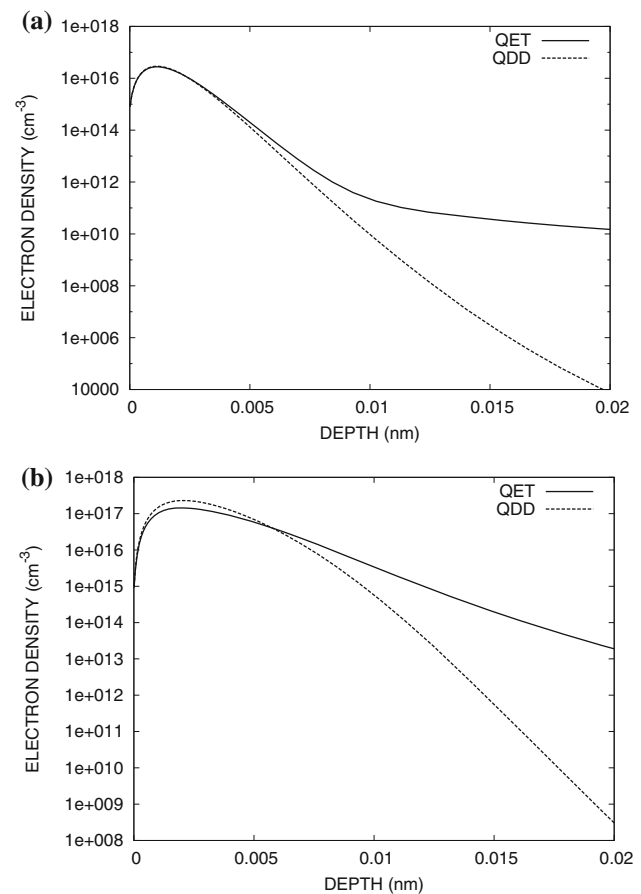 (a)
1e+018
1e+016
1e+014
1e+012
1e+010
1e+008
1e+006
10000
ELECTRON DENSITY (cm-3)
QET
QDD
0 0.005 0.01 0.015 0.02
DEPTH (nm)
(b)
1e+018
1e+017
1e+016
1e+015
1e+014
1e+013
1e+012
1e+011
1e+010
1e+009
1e+008
ELECTRON DENSITY (cm-3)
QET
QDD
0 0.005 0.01 0.015 0.02
DEPTH (nm)